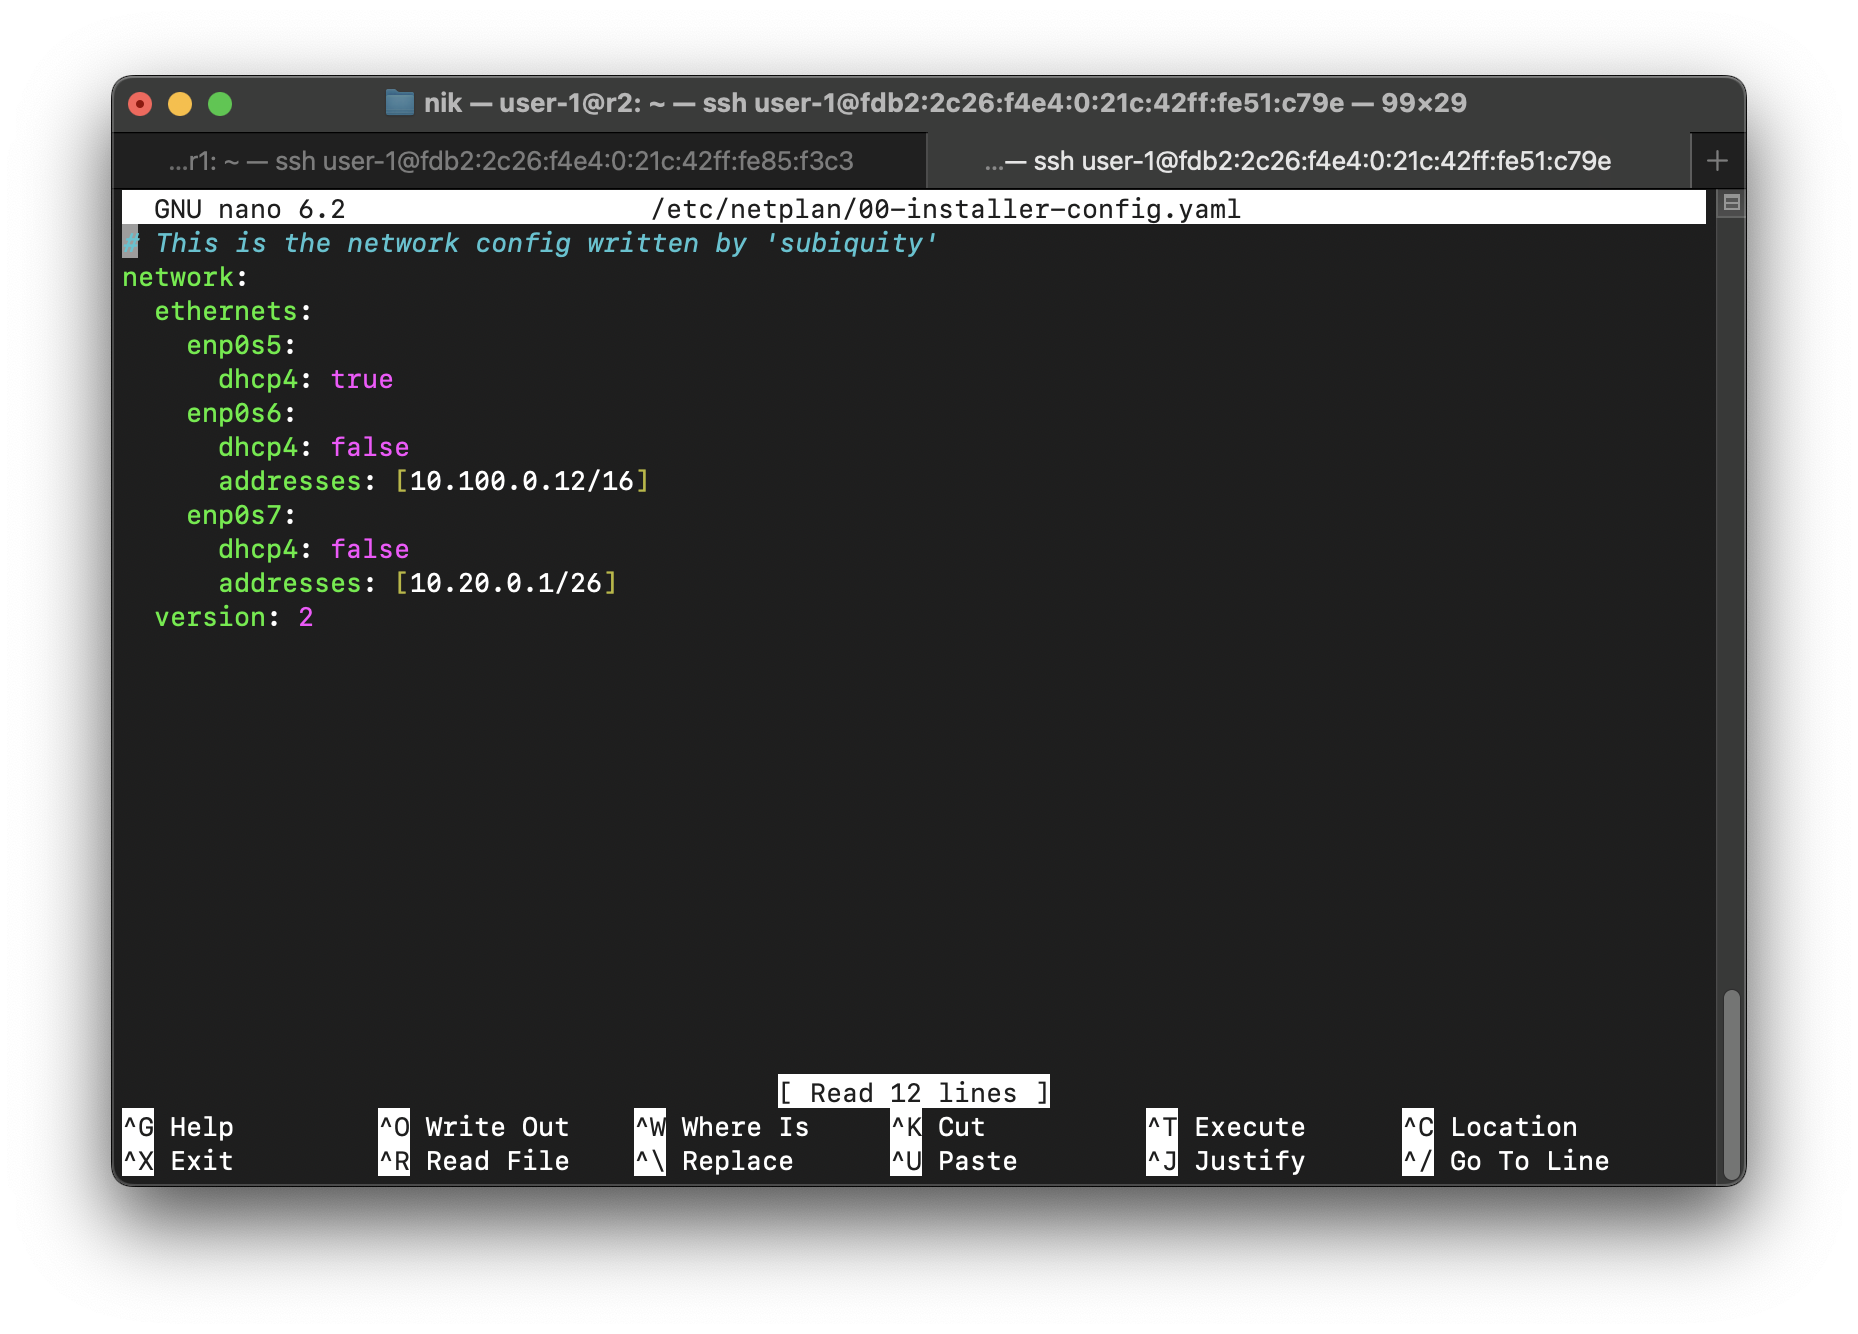 nik — user-1@r2: ~ — ssh user-1@fdb2:2c26:f4e4:0:21c:42ff:fe51:c79e — 99×29
...r1: ~ — ssh user-1@fdb2:2c26:f4e4:0:21c:42ff:fe85:f3c3
...— ssh user-1@fdb2:2c26:f4e4:0:21c:42ff:fe51:c79e
+
GNU nano 6.2 /etc/netplan/00-installer-config.yaml
# This is the network config written by 'subiquity'
network:
  ethernets:
    enp0s5:
      dhcp4: true
    enp0s6:
      dhcp4: false
      addresses: [10.100.0.12/16]
    enp0s7:
      dhcp4: false
      addresses: [10.20.0.1/26]
  version: 2
[ Read 12 lines ]
^G Help ^O Write Out ^W Where Is ^K Cut ^T Execute ^C Location
^X Exit ^R Read File ^\ Replace ^U Paste ^J Justify ^/ Go To Line